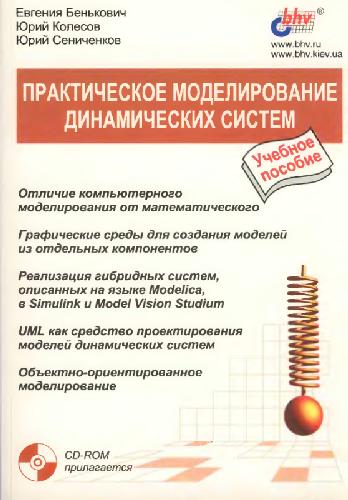 Евгения Бенькович
Юрий Колесов
Юрий Сениченков
bhv
www.bhv.ru
www.bhv.kiev.ua
ПРАКТИЧЕСКОЕ МОДЕЛИРОВАНИЕ
ДИНАМИЧЕСКИХ СИСТЕМ
Учебное
пособие
Отличие компьютерного
моделирования от математического
Графические среды для создания моделей
из отдельных компонентов
Реализация гибридных систем,
описанных на языке Modelica,
в Simulink и Model Vision Studium
UML как средство проектирования
моделей динамических систем
Объектно-ориентированное
моделирование
CD-ROM
прилагается